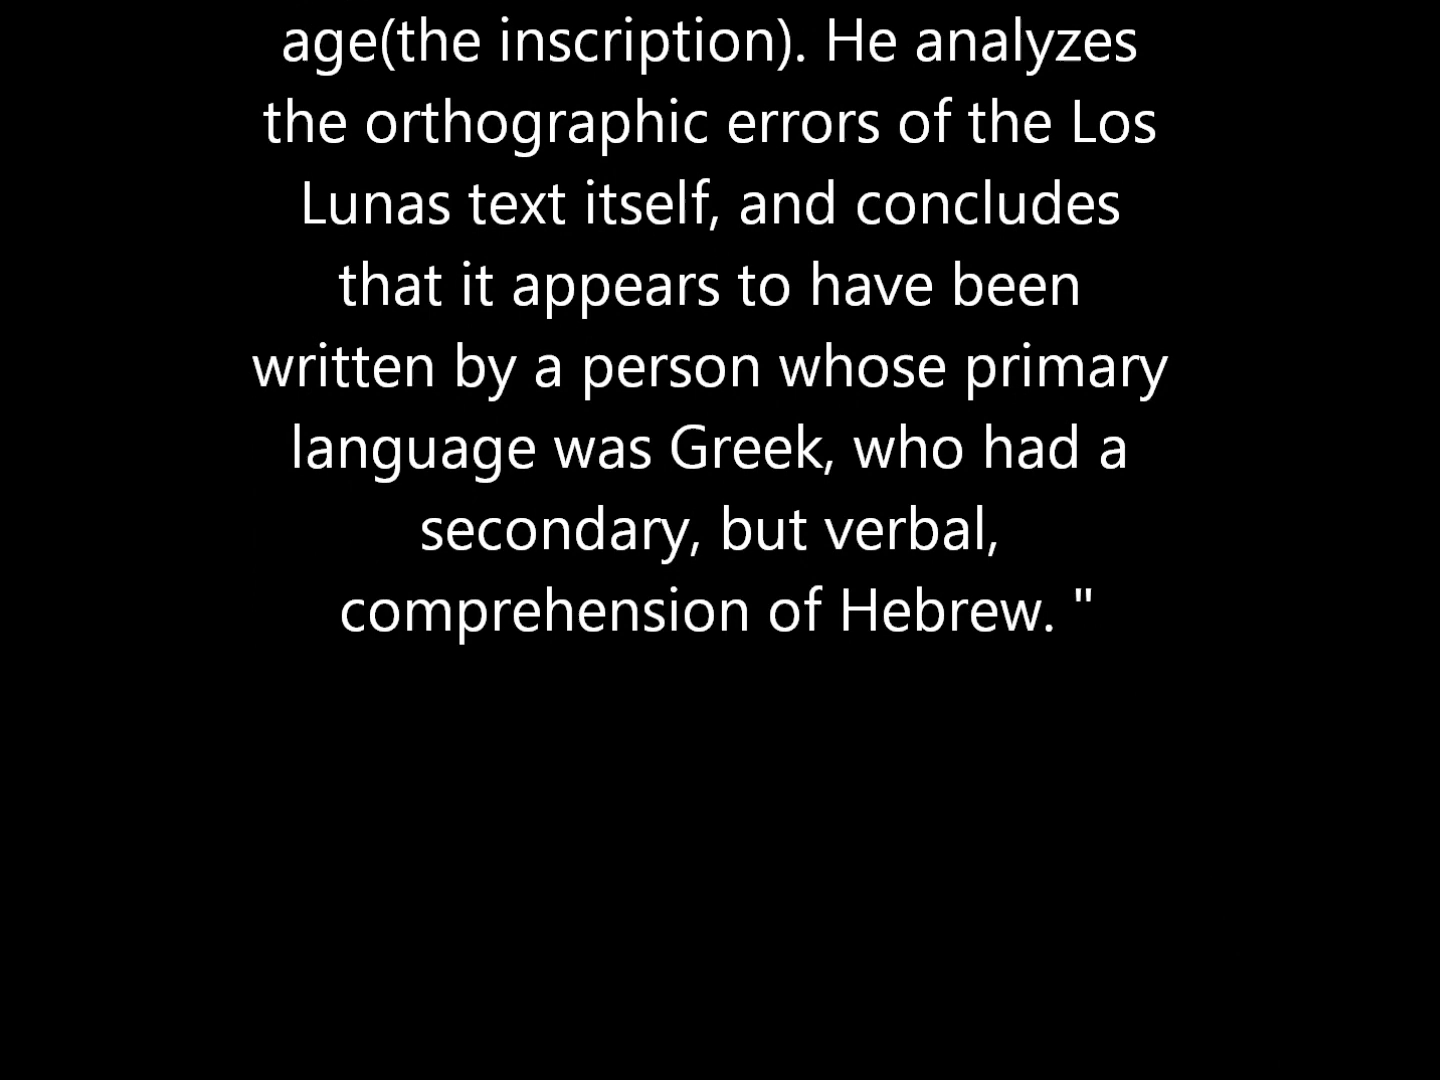 age(the inscription). He analyzes
the orthographic errors of the Los
Lunas text itself, and concludes
that it appears to have been
written by a person whose primary
language was Greek, who had a
secondary, but verbal,
comprehension of Hebrew. "